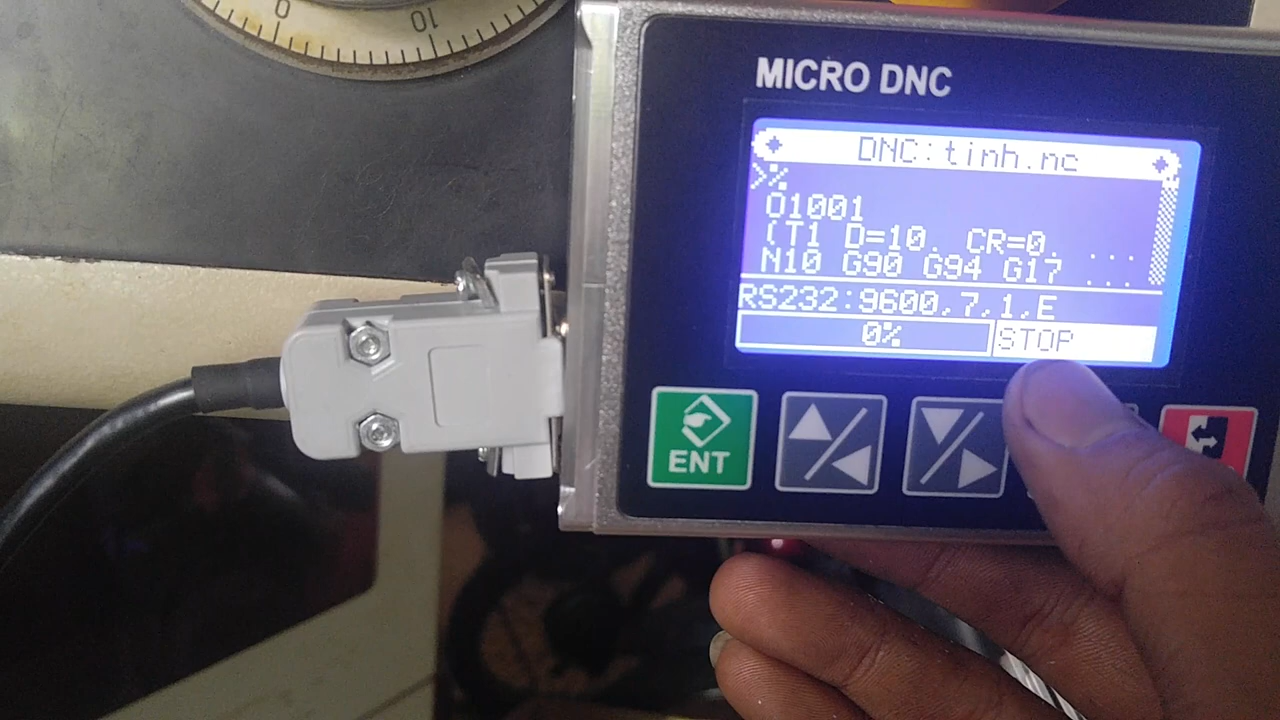 0
10
MICRO DNC
DNC:tinh.nc
>%
O1001
(T1 D=10. CR=0. ...
N10 G90 G94 G17 ...
RS232:9600,7,1,E
0%
STOP
ENT